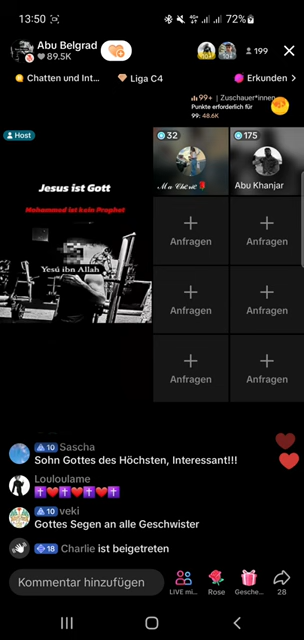 13:50
72%
Abu Belgrad
89.5K
199
Chatten und Int...
Liga C4
Erkunden >
99+ | Zuschauer*innen
Punkte erforderlich für
99: 48.6K
Host
32
175
Abu Khanjar
Jesus ist Gott
Mohammed ist kein Prophet
Yesú ibn Allah
Anfragen
Anfragen
Anfragen
Anfragen
Anfragen
Anfragen
10 Sascha
Sohn Gottes des Höchsten, Interessant!!!
Louloulame
10 veki
Gottes Segen an alle Geschwister
18 Charlie ist beigetreten
Kommentar hinzufügen
LIVE mi...
Rose
Gesche...
28